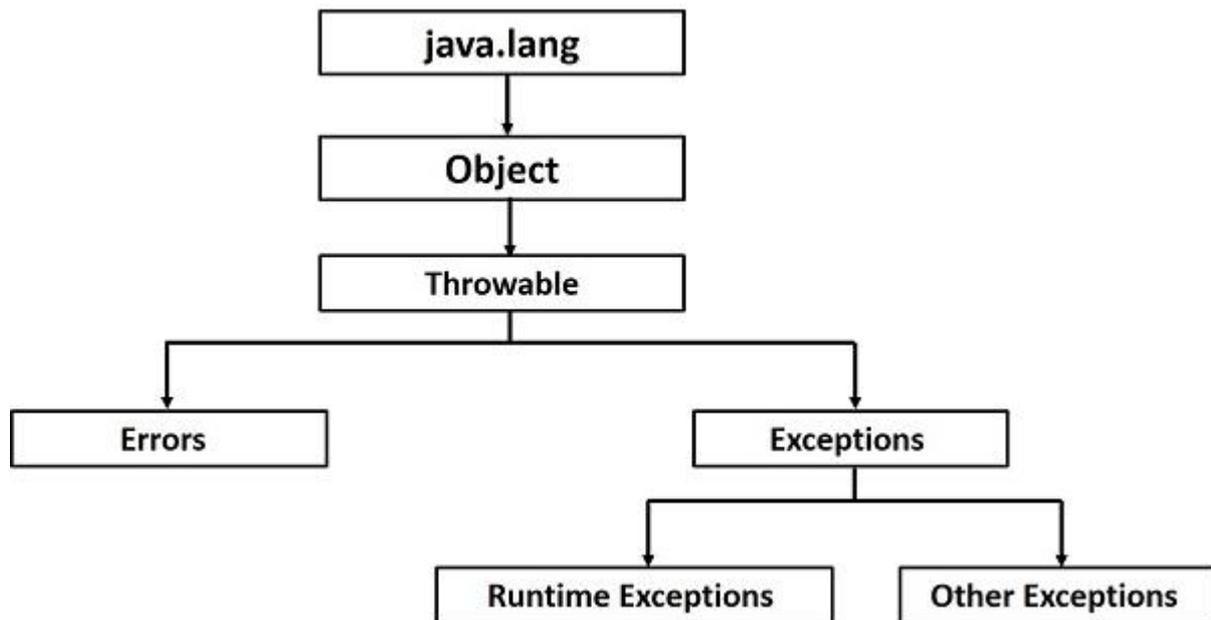 java.lang
Object
Throwable
Errors
Exceptions
Runtime Exceptions
Other Exceptions